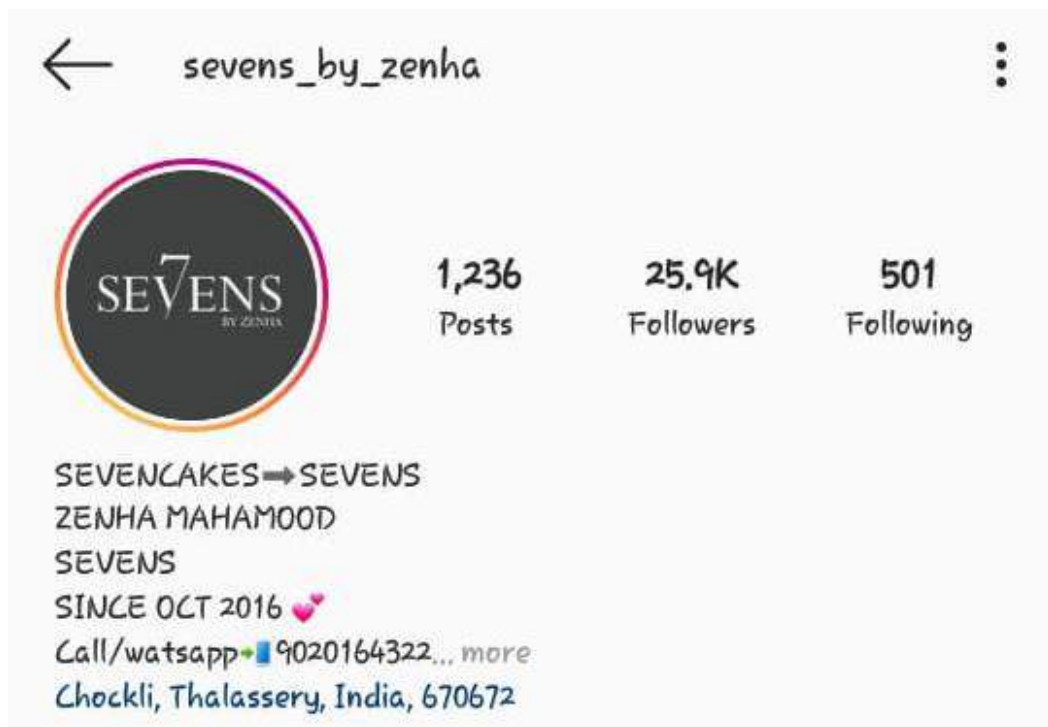 sevens_by_zenha
7
SEVENS
BY ZENHA
1,236 25.9K 501
Posts Followers Following
SEVENCAKES➡SEVENS
ZENHA MAHAMOOD
SEVENS
SINCE OCT 2016 💕
Call/watsapp📲9020164322... more
Chockli, Thalassery, India, 670672